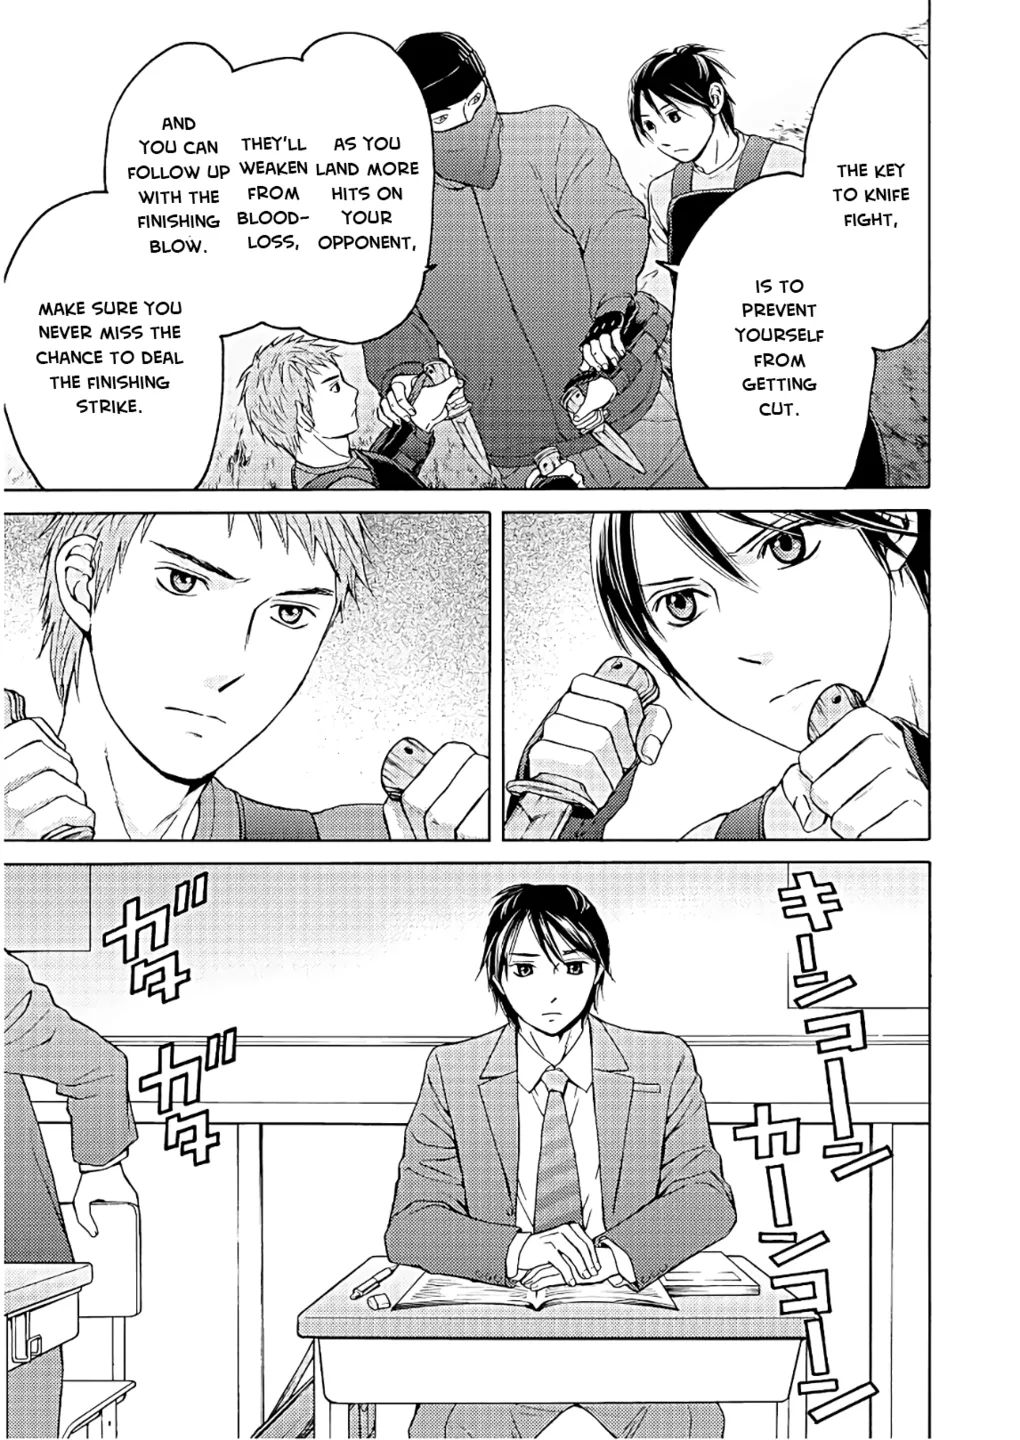 THE KEY
TO KNIFE
FIGHT,
IS TO
PREVENT
YOURSELF
FROM
GETTING
CUT.
AS YOU
LAND MORE
HITS ON
YOUR
OPPONENT,
THEY'LL
WEAKEN
FROM
BLOOD-
LOSS,
AND
YOU CAN
FOLLOW UP
WITH THE
FINISHING
BLOW.
MAKE SURE YOU
NEVER MISS THE
CHANCE TO DEAL
THE FINISHING
STRIKE.
キーンコーン
カーンコーン
ガタ
ガタ